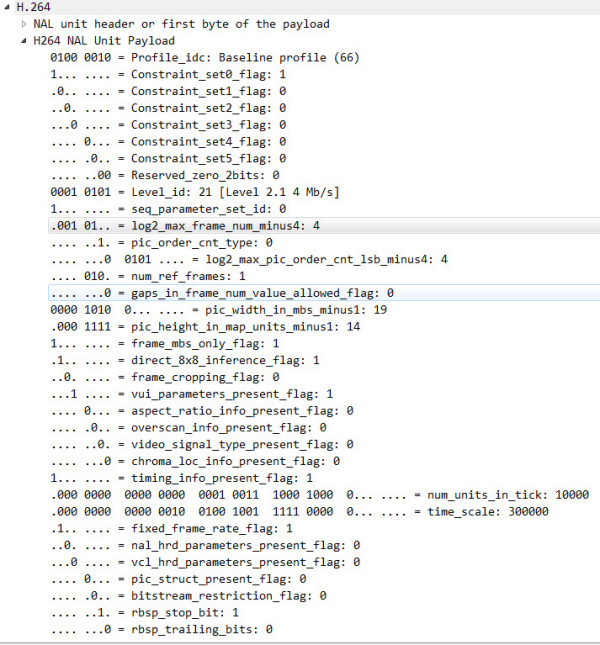 H.264
NAL unit header or first byte of the payload
H264 NAL Unit Payload
0100 0010 = Profile_idc: Baseline profile (66)
1... .... = Constraint_set0_flag: 1
.0.. .... = Constraint_set1_flag: 0
..0. .... = Constraint_set2_flag: 0
...0 .... = Constraint_set3_flag: 0
.... 0... = Constraint_set4_flag: 0
.... .0.. = Constraint_set5_flag: 0
.... ..00 = Reserved_zero_2bits: 0
0001 0101 = Level_id: 21 [Level 2.1 4 Mb/s]
1... .... = seq_parameter_set_id: 0
.001 01.. = log2_max_frame_num_minus4: 4
.... ..1. = pic_order_cnt_type: 0
.... ...0 0101 .... = log2_max_pic_order_cnt_lsb_minus4: 4
.... 010. = num_ref_frames: 1
.... ...0 = gaps_in_frame_num_value_allowed_flag: 0
0000 1010 0... .... = pic_width_in_mbs_minus1: 19
.000 1111 = pic_height_in_map_units_minus1: 14
1... .... = frame_mbs_only_flag: 1
.1.. .... = direct_8x8_inference_flag: 1
..0. .... = frame_cropping_flag: 0
...1 .... = vui_parameters_present_flag: 1
.... 0... = aspect_ratio_info_present_flag: 0
.... .0.. = overscan_info_present_flag: 0
.... ..0. = video_signal_type_present_flag: 0
.... ...0 = chroma_loc_info_present_flag: 0
1... .... = timing_info_present_flag: 1
.000 0000 0000 0000 0001 0011 1000 1000 0... .... = num_units_in_tick: 10000
.000 0000 0000 0010 0100 1001 1111 0000 0... .... = time_scale: 300000
.1.. .... = fixed_frame_rate_flag: 1
..0. .... = nal_hrd_parameters_present_flag: 0
...0 .... = vcl_hrd_parameters_present_flag: 0
.... 0... = pic_struct_present_flag: 0
.... .0.. = bitstream_restriction_flag: 0
.... ..1. = rbsp_stop_bit: 1
.... ...0 = rbsp_trailing_bits: 0